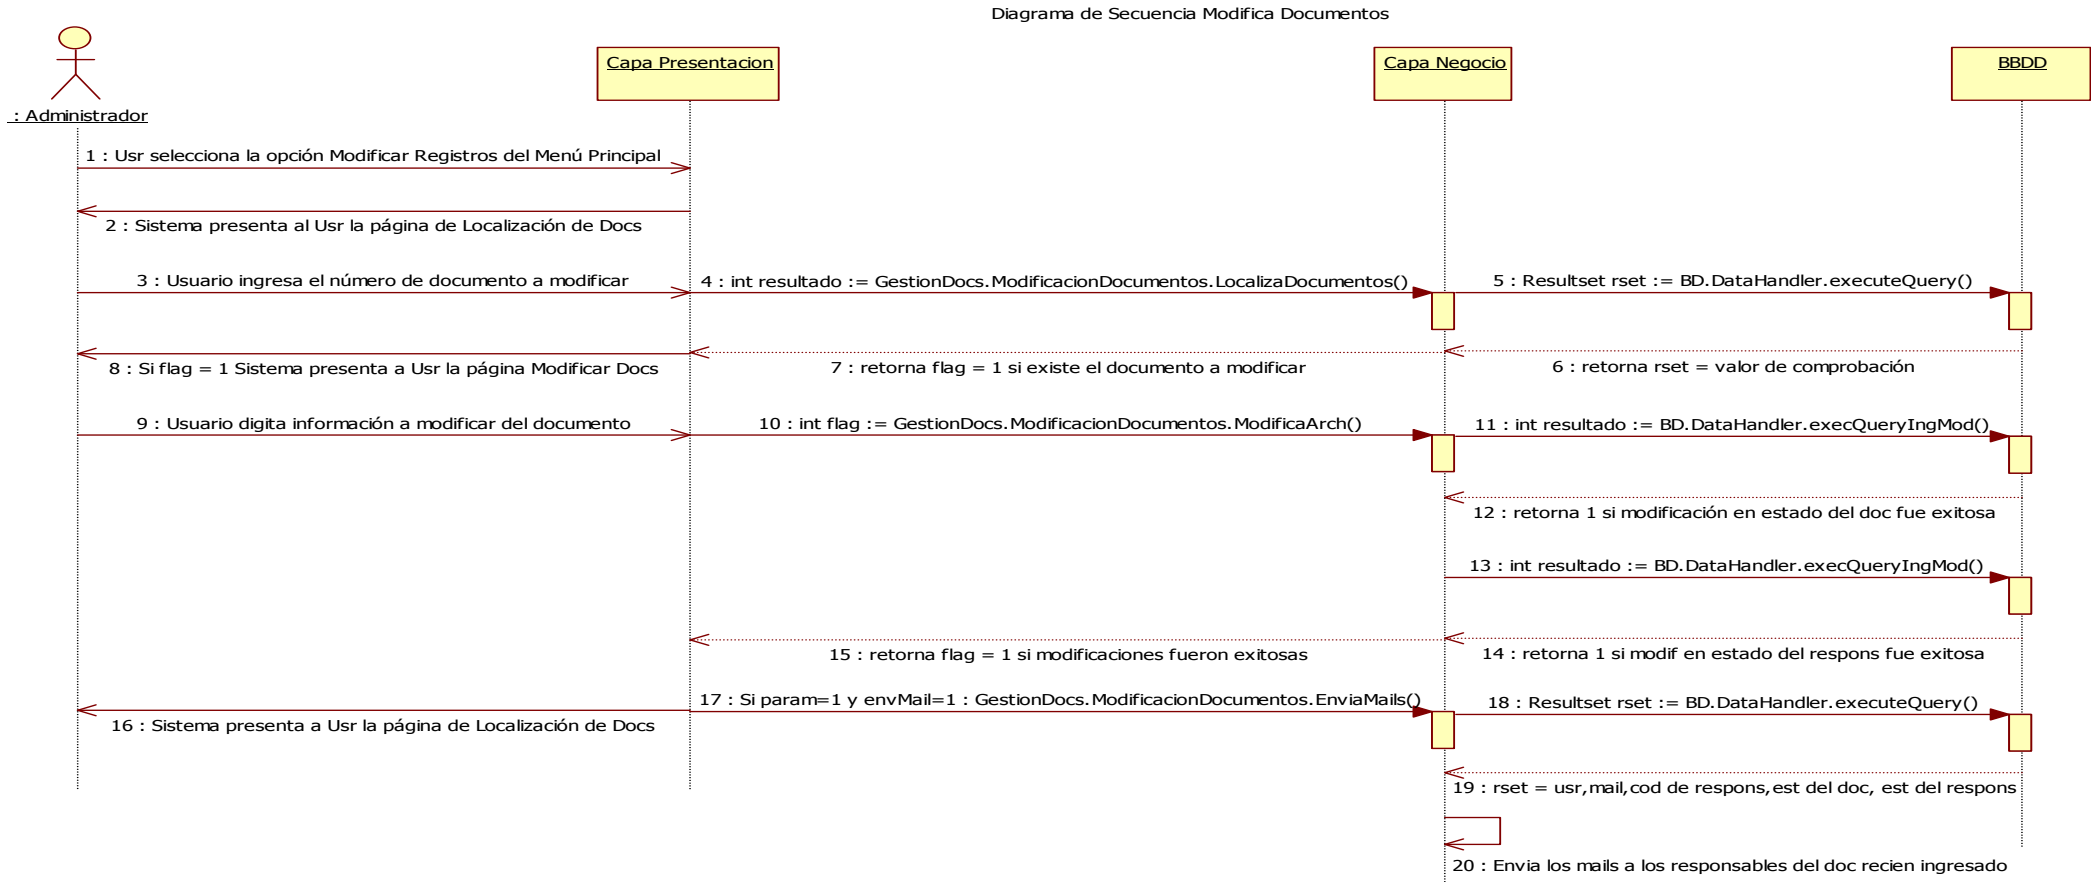 Diagrama de Secuencia Modifica Documentos
Capa Presentacion
Capa Negocio
BBDD
: Administrador
1 : Usr selecciona la opción Modificar Registros del Menú Principal
2 : Sistema presenta al Usr la página de Localización de Docs
3 : Usuario ingresa el número de documento a modificar
4 : int resultado := GestionDocs.ModificacionDocumentos.LocalizaDocumentos()
5 : Resultset rset := BD.DataHandler.executeQuery()
6 : retorna rset = valor de comprobación
7 : retorna flag = 1 si existe el documento a modificar
8 : Si flag = 1 Sistema presenta a Usr la página Modificar Docs
9 : Usuario digita información a modificar del documento
10 : int flag := GestionDocs.ModificacionDocumentos.ModificaArch()
11 : int resultado := BD.DataHandler.execQueryIngMod()
12 : retorna 1 si modificación en estado del doc fue exitosa
13 : int resultado := BD.DataHandler.execQueryIngMod()
14 : retorna 1 si modif en estado del respons fue exitosa
15 : retorna flag = 1 si modificaciones fueron exitosas
16 : Sistema presenta a Usr la página de Localización de Docs
17 : Si param=1 y envMail=1 : GestionDocs.ModificacionDocumentos.EnviaMails()
18 : Resultset rset := BD.DataHandler.executeQuery()
19 : rset = usr,mail,cod de respons,est del doc, est del respons
20 : Envia los mails a los responsables del doc recien ingresado